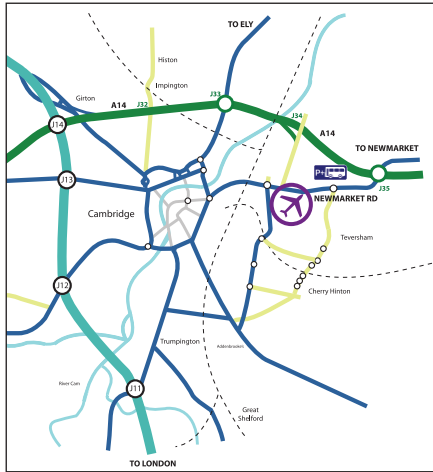 TO ELY
Histon
Impington
Girton
J33
A14
J32
J34
J14
A14
TO NEWMARKET
J13
P+
J35
NEWMARKET RD
Cambridge
Teversham
J12
Cherry Hinton
Trumpington
Addenbrookes
River Cam
J11
Great
Shelford
TO LONDON